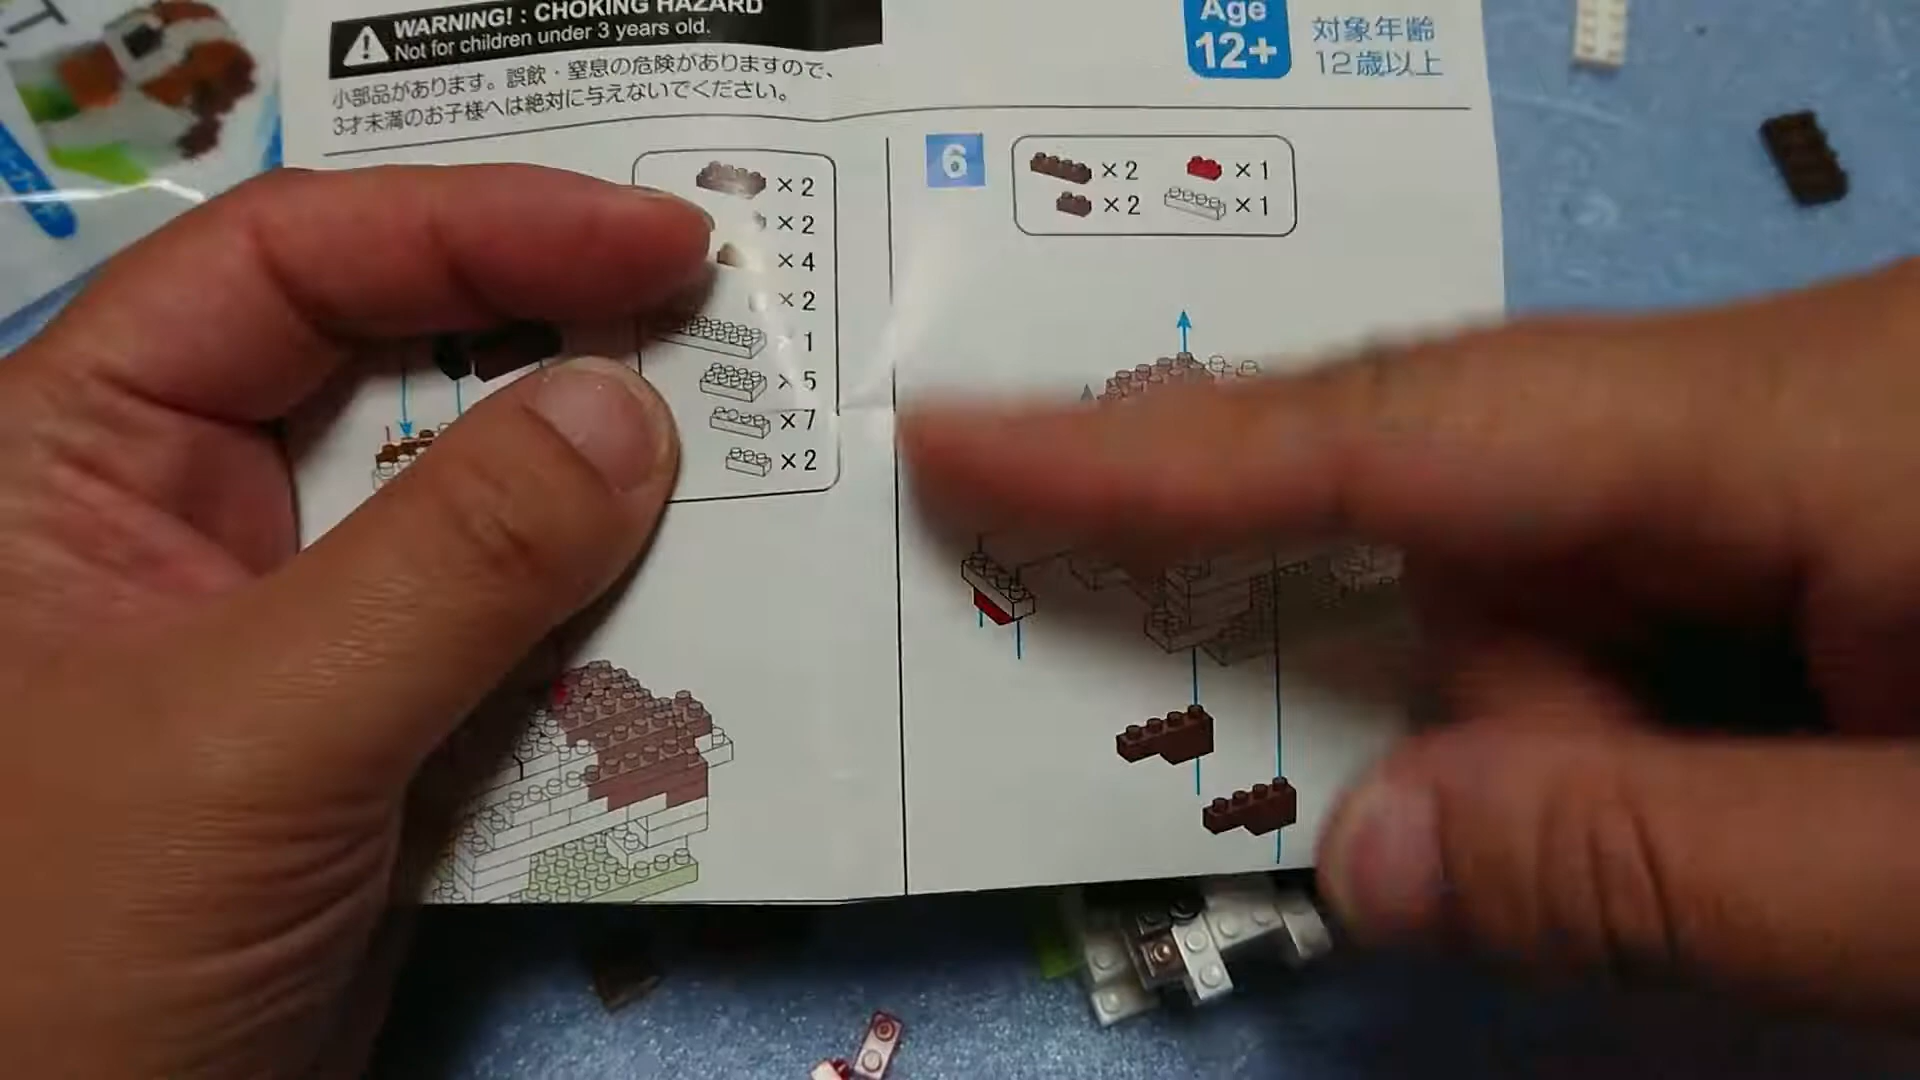 WARNING! : CHOKING HAZARD
Not for children under 3 years old.
小部品があります。誤飲・窒息の危険がありますので、
3才未満のお子様へは絶対に与えないでください。
Age
12+
対象年齢
12歳以上
×2
×2
×4
×2
1
×5
×7
×2
6
×2
×1
×2
×1